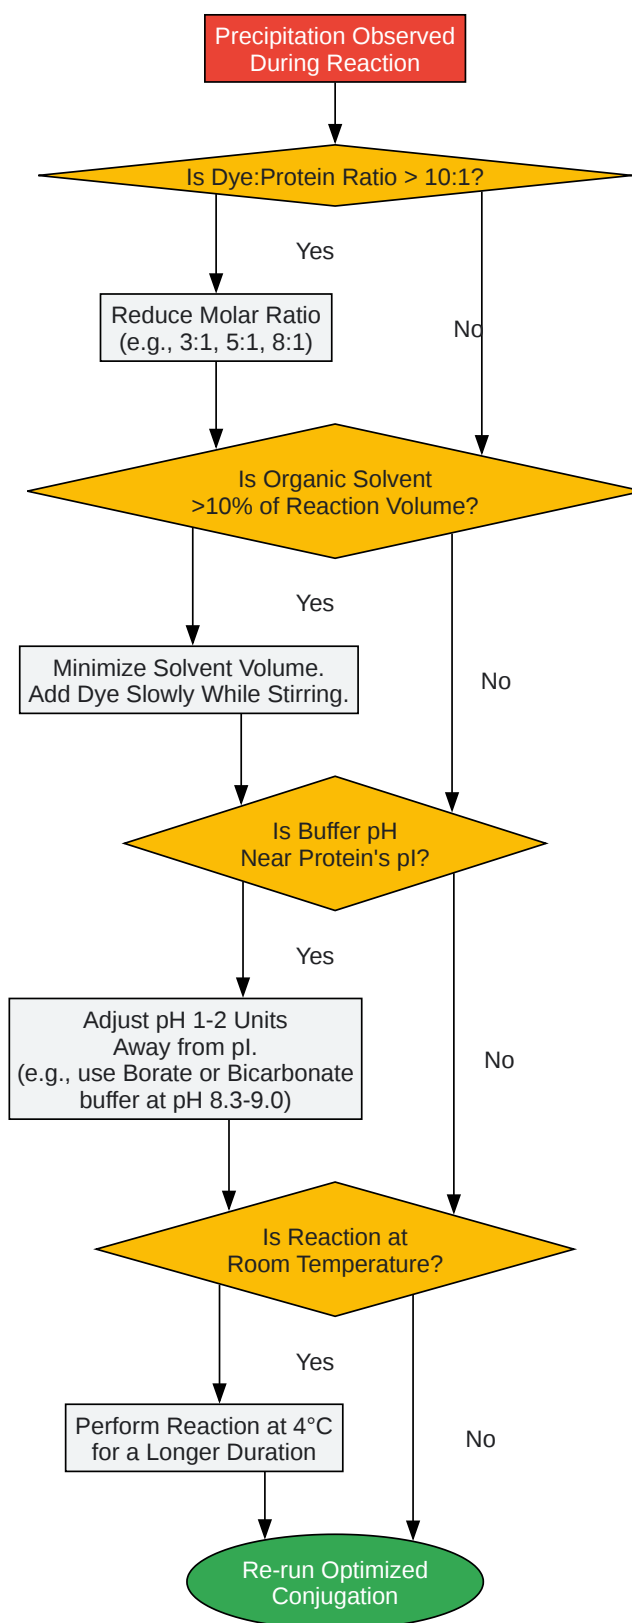 Precipitation Observed
During Reaction
Is Dye:Protein Ratio > 10:1?
Yes
Reduce Molar Ratio
(e.g., 3:1, 5:1, 8:1)
No
Is Organic Solvent
>10% of Reaction Volume?
Yes
Minimize Solvent Volume.
Add Dye Slowly While Stirring.
No
Is Buffer pH
Near Protein's pI?
Yes
Adjust pH 1-2 Units
Away from pI.
(e.g., use Borate or Bicarbonate
buffer at pH 8.3-9.0)
No
Is Reaction at
Room Temperature?
Yes
Perform Reaction at 4°C
for a Longer Duration
No
Re-run Optimized
Conjugation